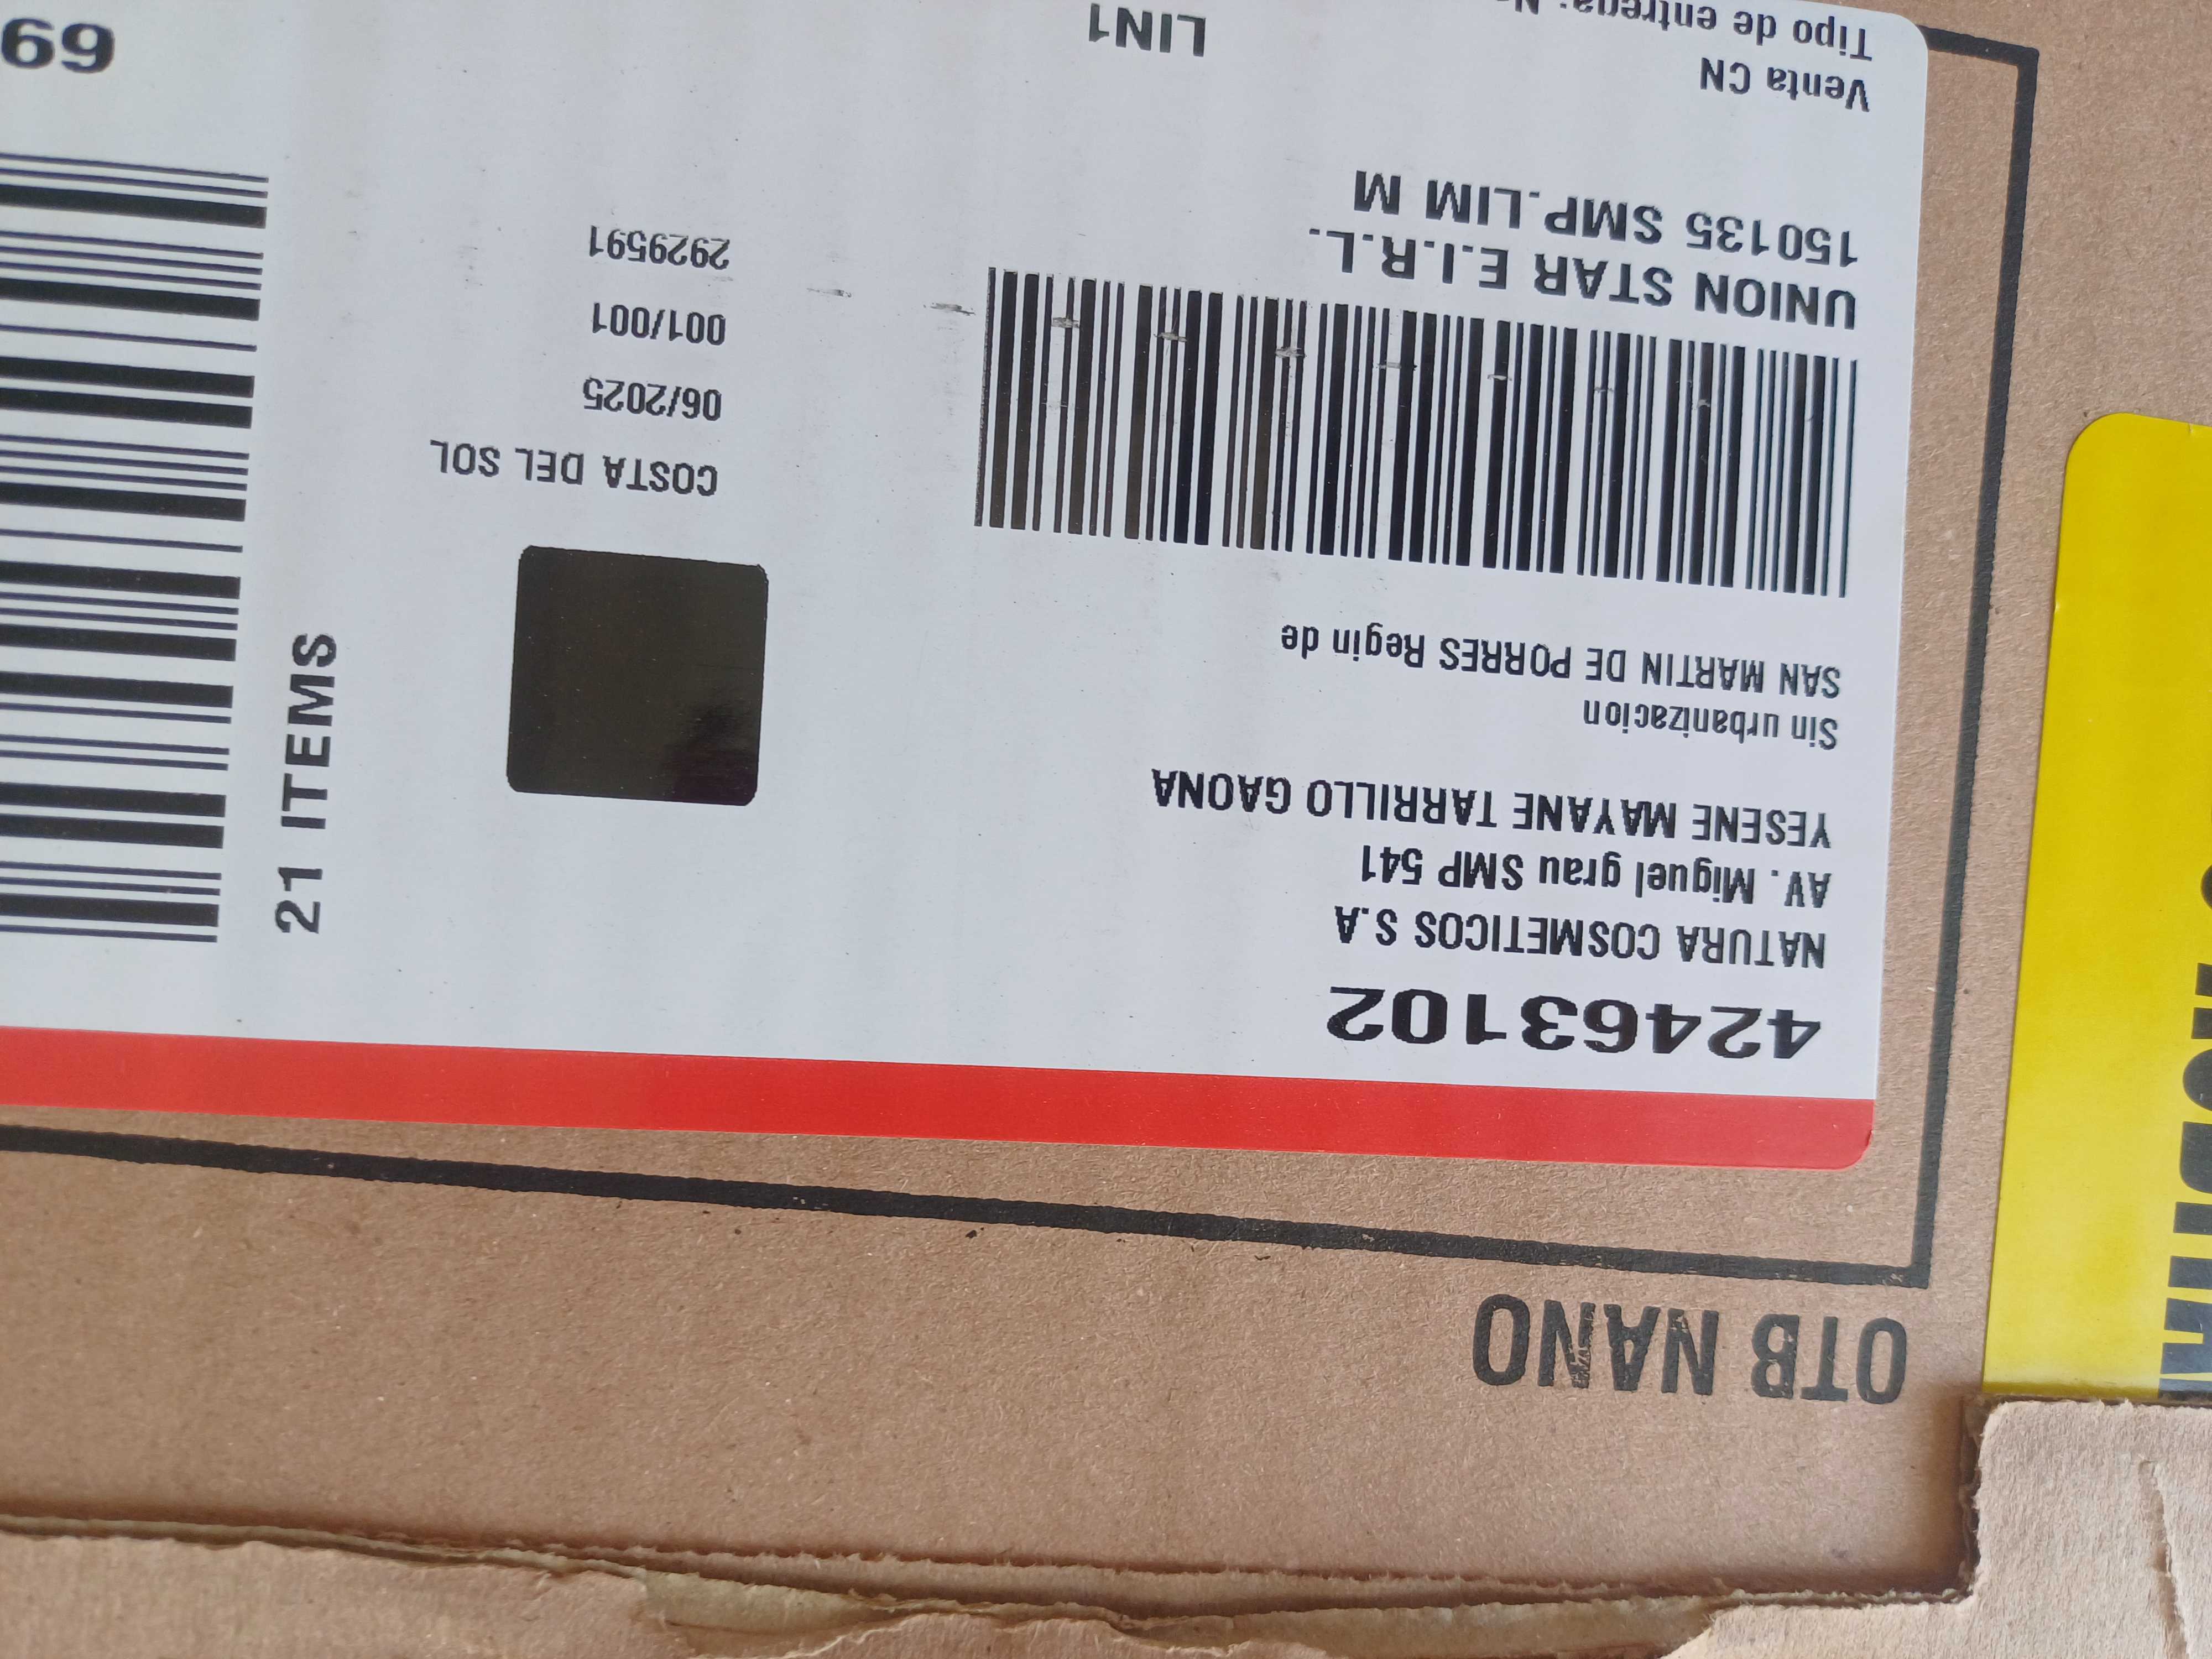 42463102
NATURA COSMETICOS S.A
AV. Miguel grau SMP 541
YESENE MAYANE TARRILLO GAONA
Sin urbanizacion
SAN MARTIN DE PORRES Regin de
UNION STAR E.I.R.L.
150135 SMP.LIM M
Venta CN
Tipo de entrega:
LIN1
COSTA DEL SOL
06/2025
001/001
2929591
21 ITEMS
69
OTB NANO